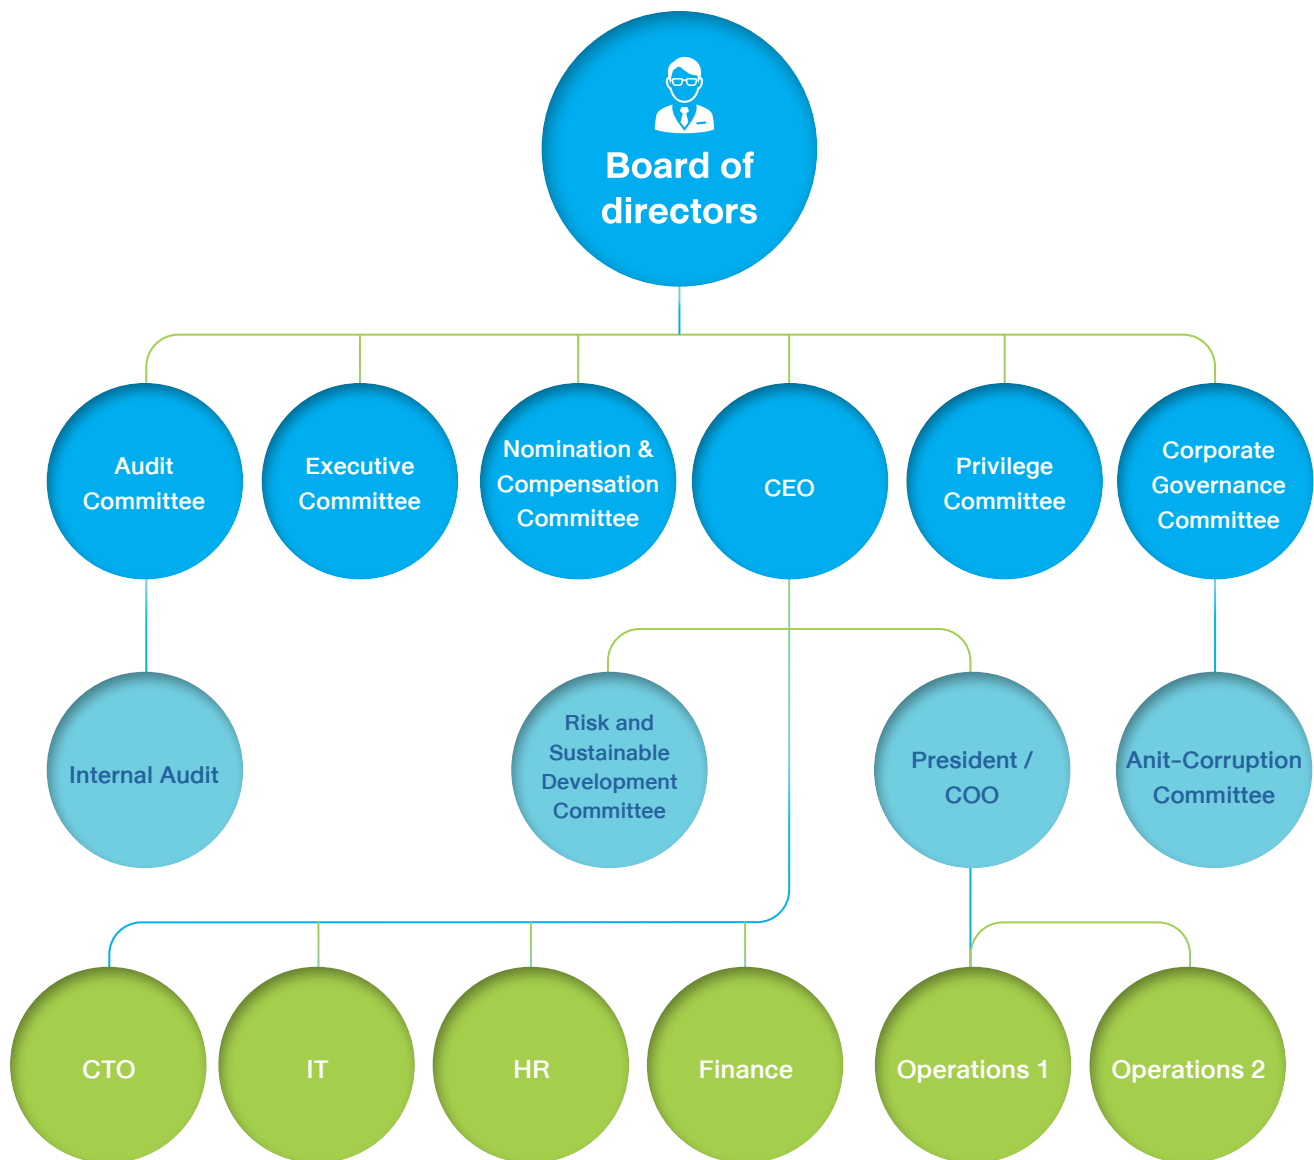 Board of
directors
Audit
Committee
Executive
Committee
Nomination &
Compensation
Committee
CEO
Privilege
Committee
Corporate
Governance
Committee
Internal Audit
Risk and
Sustainable
Development
Committee
President /
COO
Anit-Corruption
Committee
CTO
IT
HR
Finance
Operations 1
Operations 2